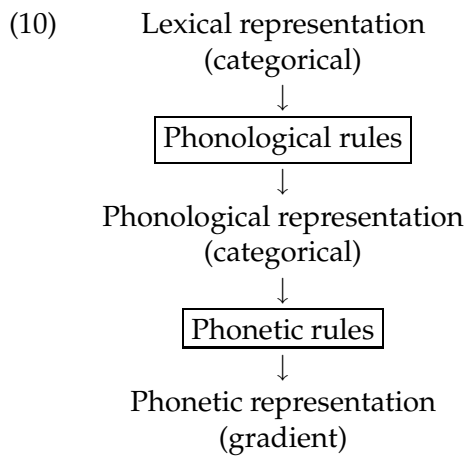 (10) Lexical representation
(categorical)
↓
Phonological rules
↓
Phonological representation
(categorical)
↓
Phonetic rules
↓
Phonetic representation
(gradient)